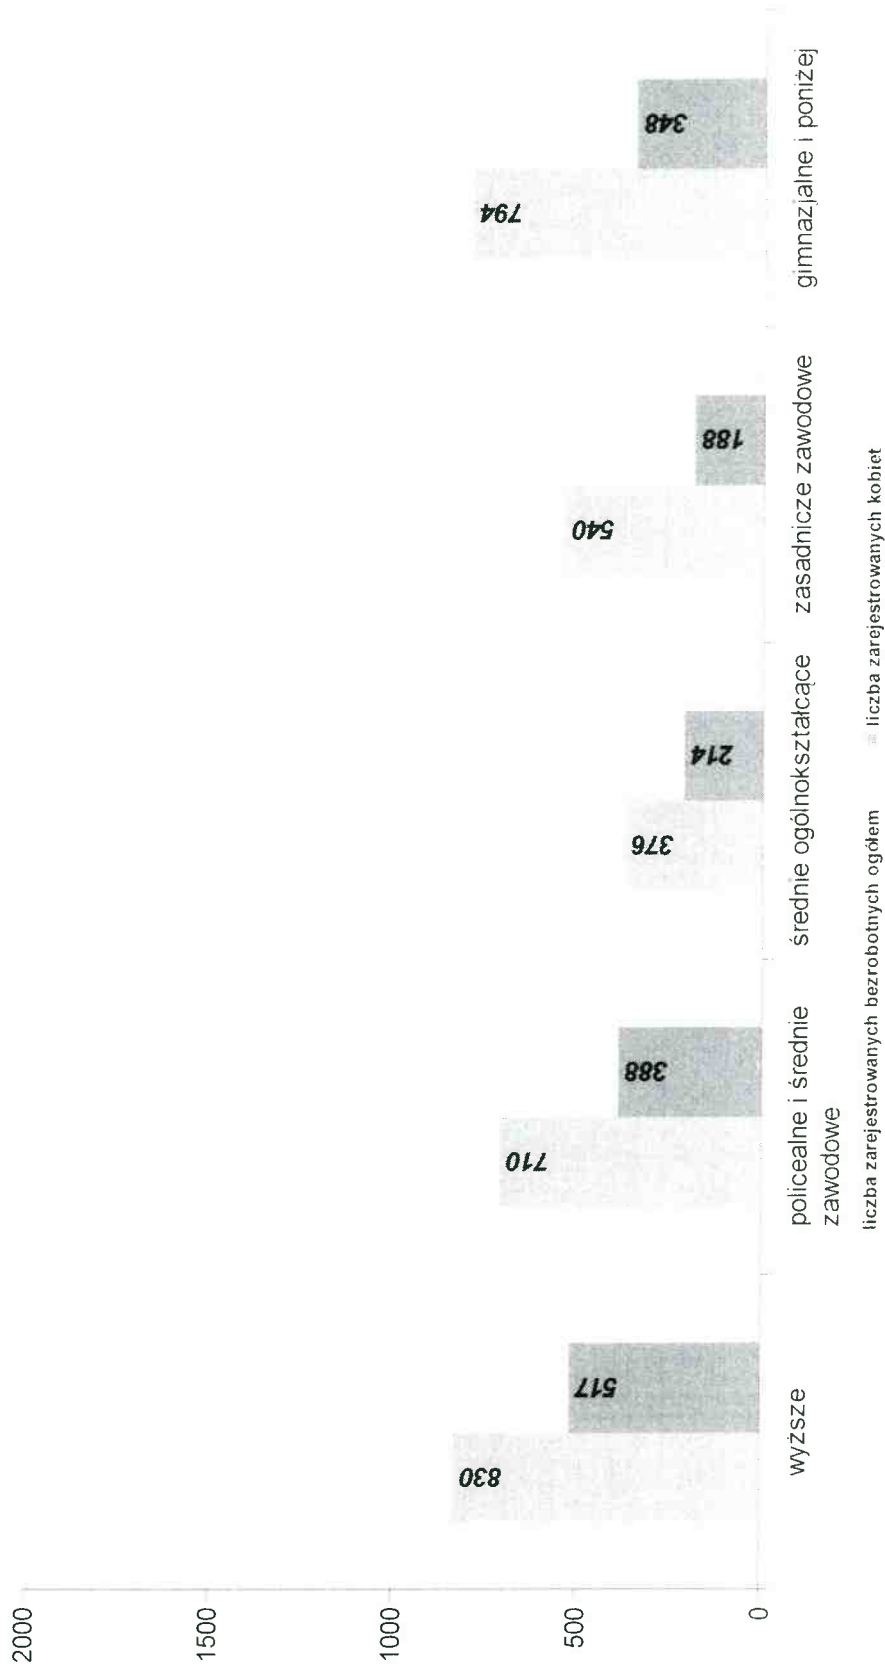 2000
1500
1000
500
0
830
517
710
388
376
214
540
188
794
348
wyższe
policealne i średnie
zawodowe
średnie ogólnokształcące
zasadnicze zawodowe
gimnazjalne i poniżej
liczba zarejestrowanych bezrobotnych ogółem
liczba zarejestrowanych kobiet